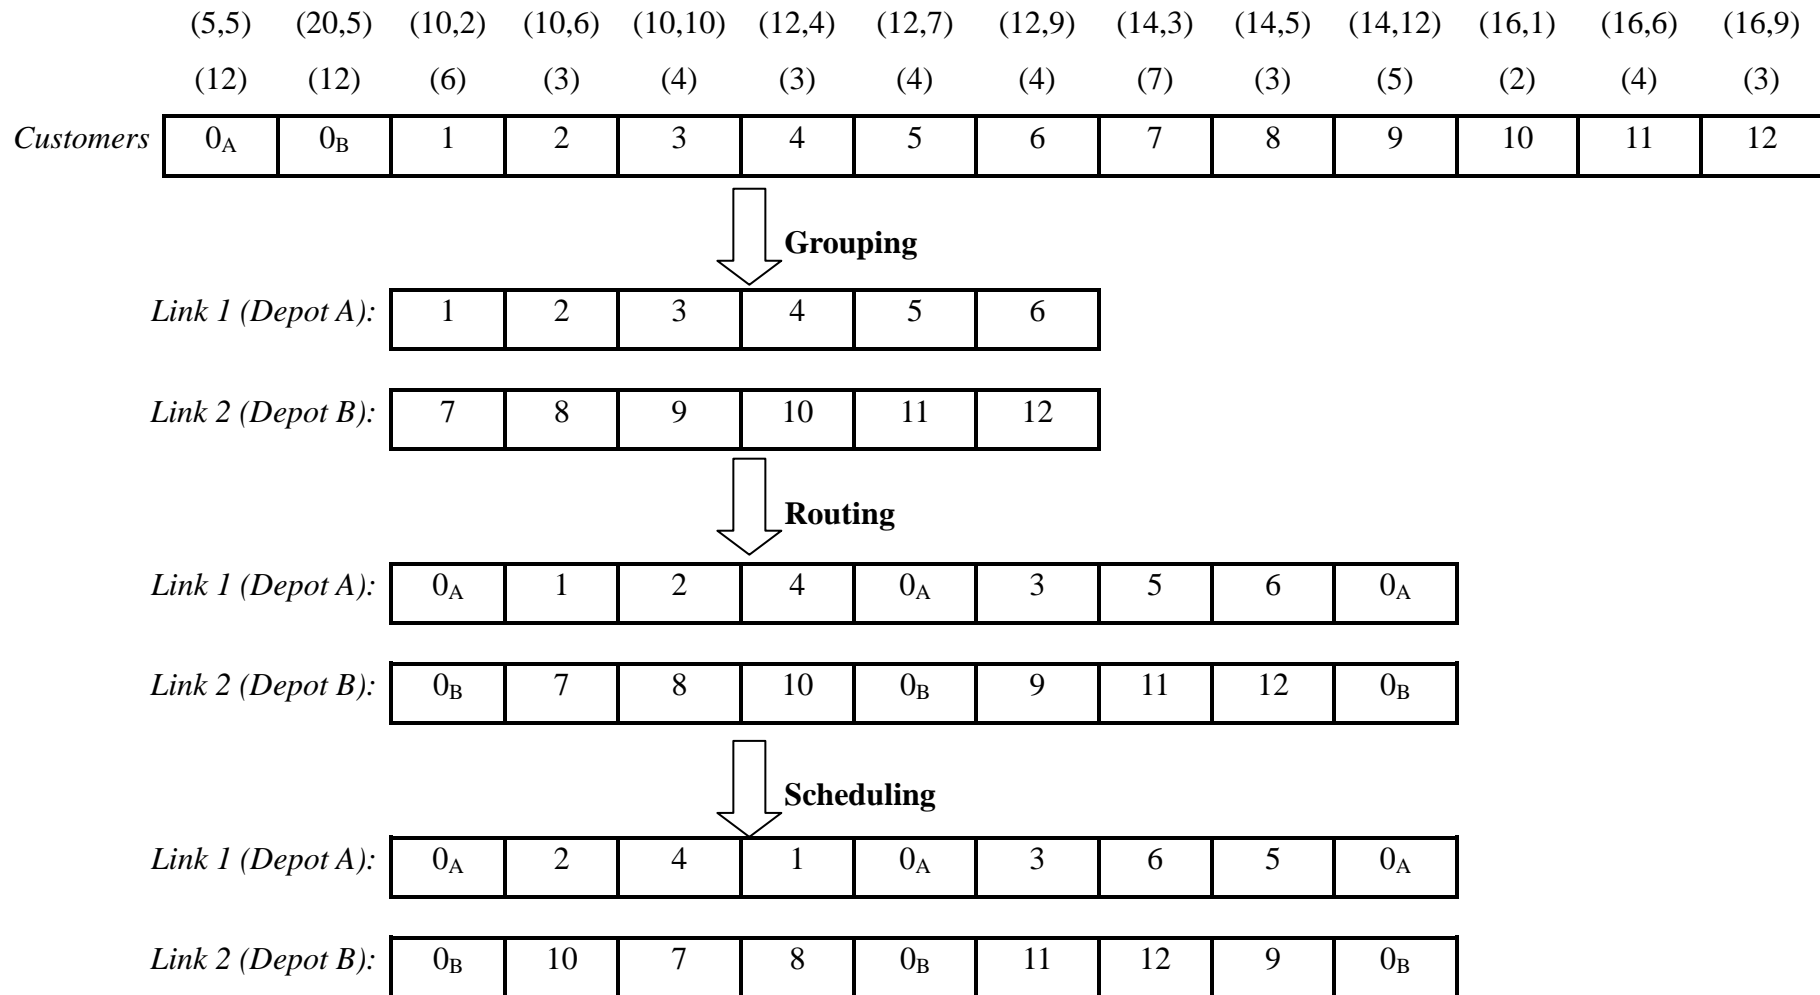 (5,5) (20,5) (10,2) (10,6) (10,10) (12,4) (12,7) (12,9) (14,3) (14,5) (14,12) (16,1) (16,6) (16,9)
(12) (12) (6) (3) (4) (3) (4) (4) (7) (3) (5) (2) (4) (3)
Customers 0A 0B 1 2 3 4 5 6 7 8 9 10 11 12
Grouping
Link 1 (Depot A): 1 2 3 4 5 6
Link 2 (Depot B): 7 8 9 10 11 12
Routing
Link 1 (Depot A): 0A 1 2 4 0A 3 5 6 0A
Link 2 (Depot B): 0B 7 8 10 0B 9 11 12 0B
Scheduling
Link 1 (Depot A): 0A 2 4 1 0A 3 6 5 0A
Link 2 (Depot B): 0B 10 7 8 0B 11 12 9 0B